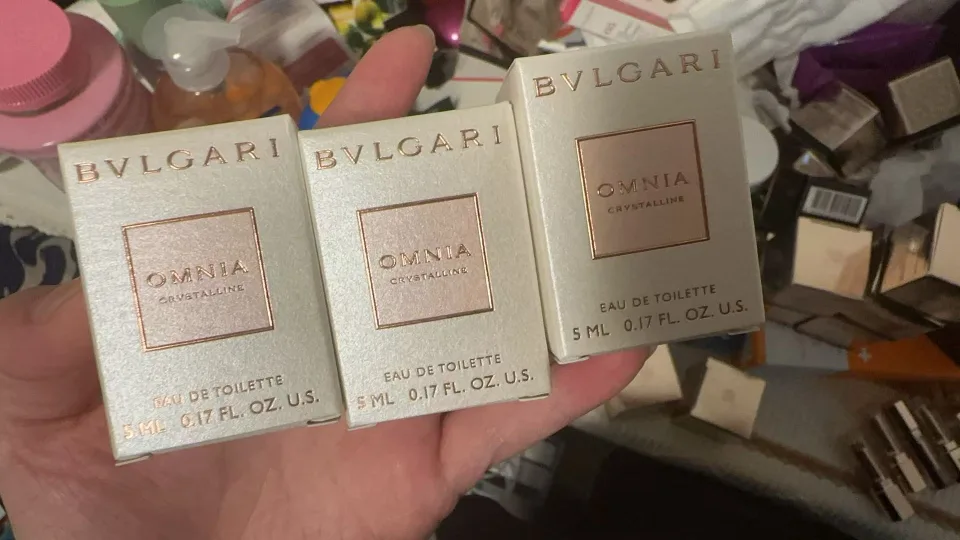 BVLGARI
OMNIA
CRYSTALLINE
EAU DE TOILETTE
5 ML 0.17 FL. OZ. U.S.
BVLGARI
OMNIA
CRYSTALLINE
EAU DE TOILETTE
5 ML 0.17 FL. OZ. U.S.
BVLGARI
OMNIA
CRYSTALLINE
EAU DE TOILETTE
5 ML 0.17 FL. OZ. U.S.